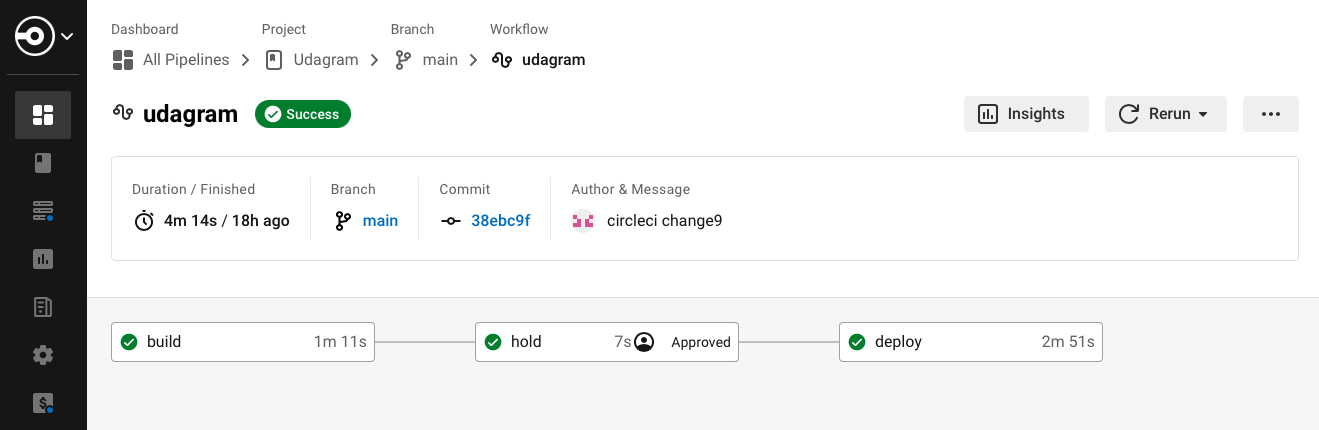 Dashboard Project Branch Workflow
All Pipelines Udagram main udagram
udagram Success Insights Rerun
Duration / Finished Branch Commit Author & Message
4m 14s / 18h ago main 38ebc9f circleci change9
build 1m 11s hold 7s Approved deploy 2m 51s